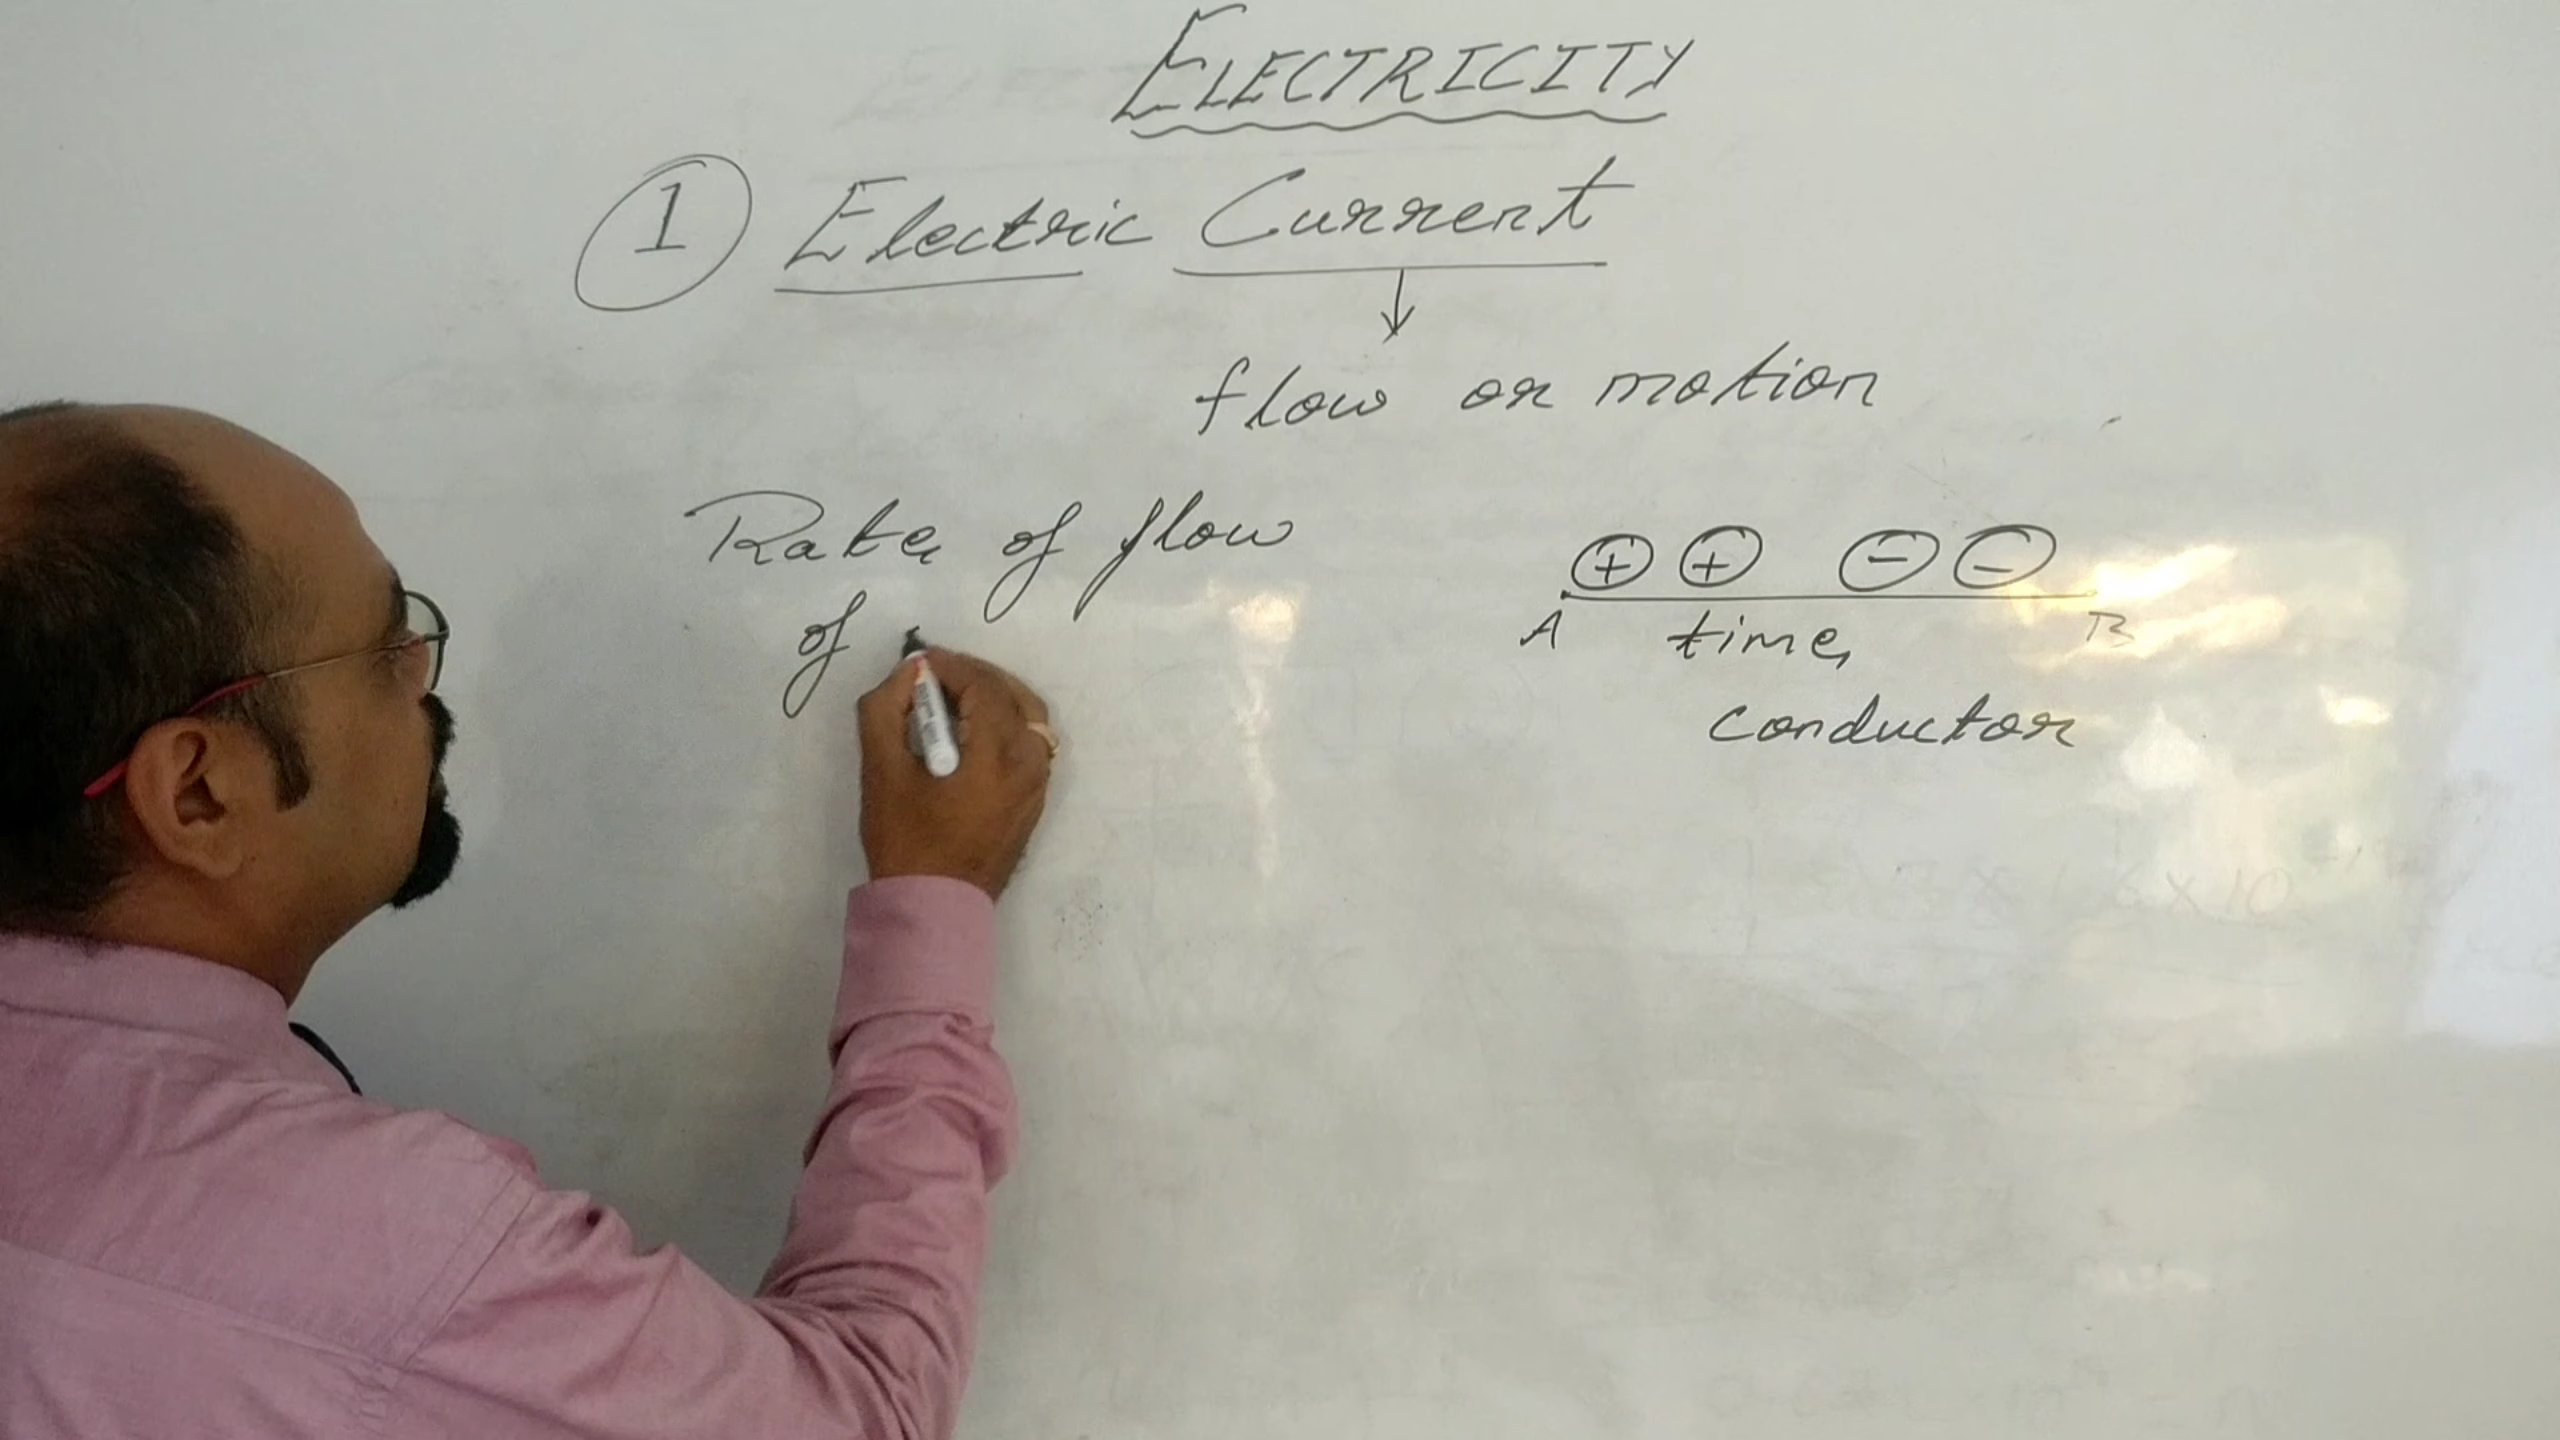 ELECTRICITY
1 Electric Current
↓
flow or motion
Rate of flow
of
+ + - -
A time B
conductor